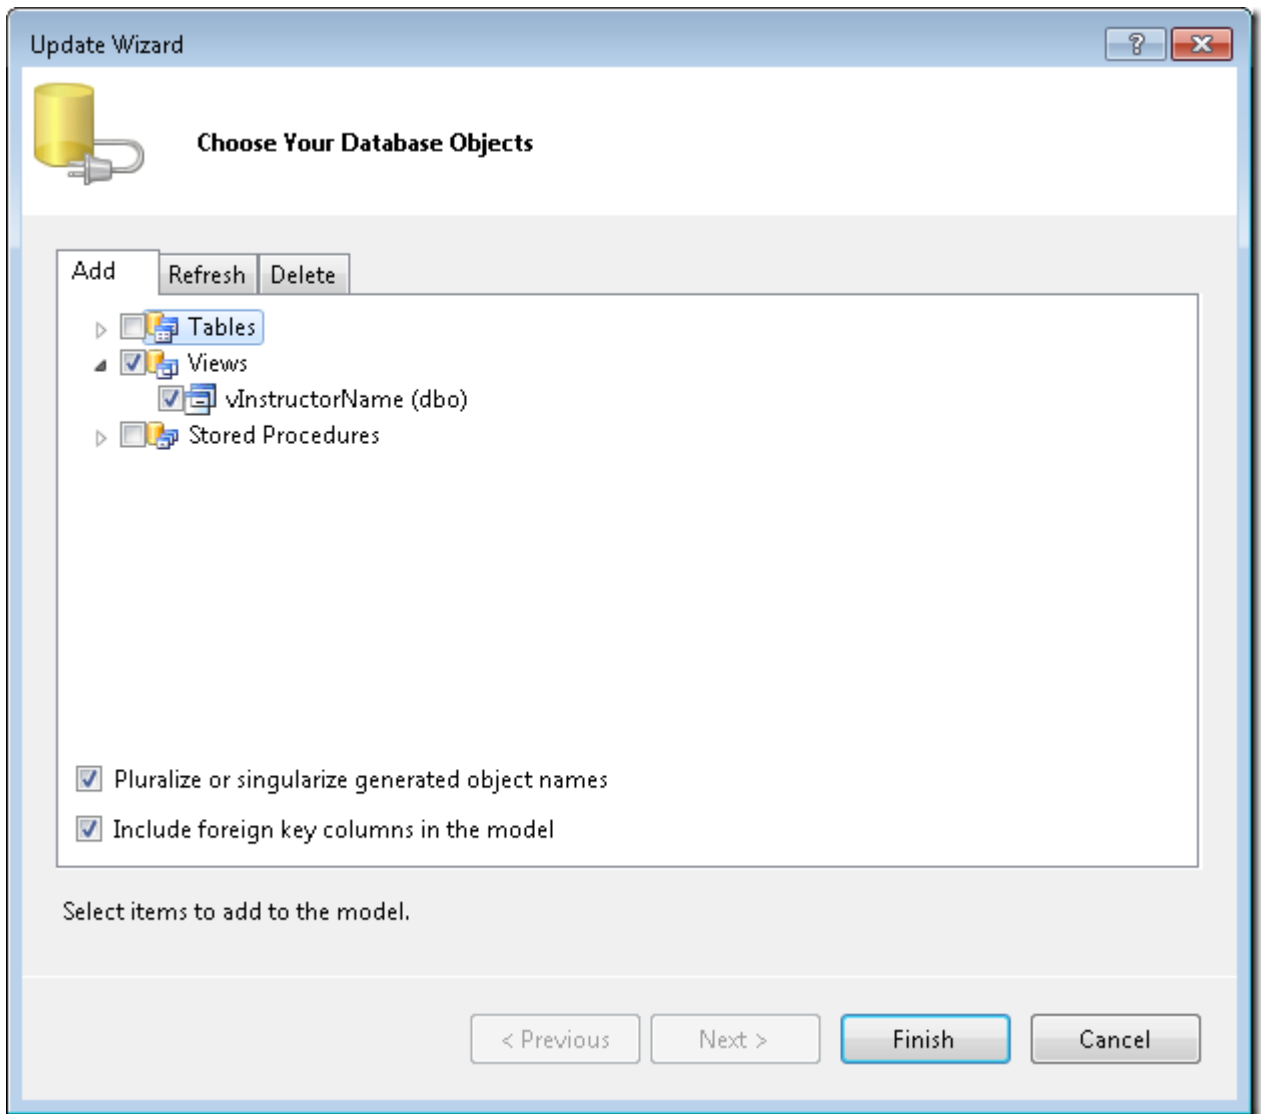 Update Wizard
?
Choose Your Database Objects
Add Refresh Delete
Tables
Views
vInstructorName (dbo)
Stored Procedures
Pluralize or singularize generated object names
Include foreign key columns in the model
Select items to add to the model.
< Previous Next > Finish Cancel